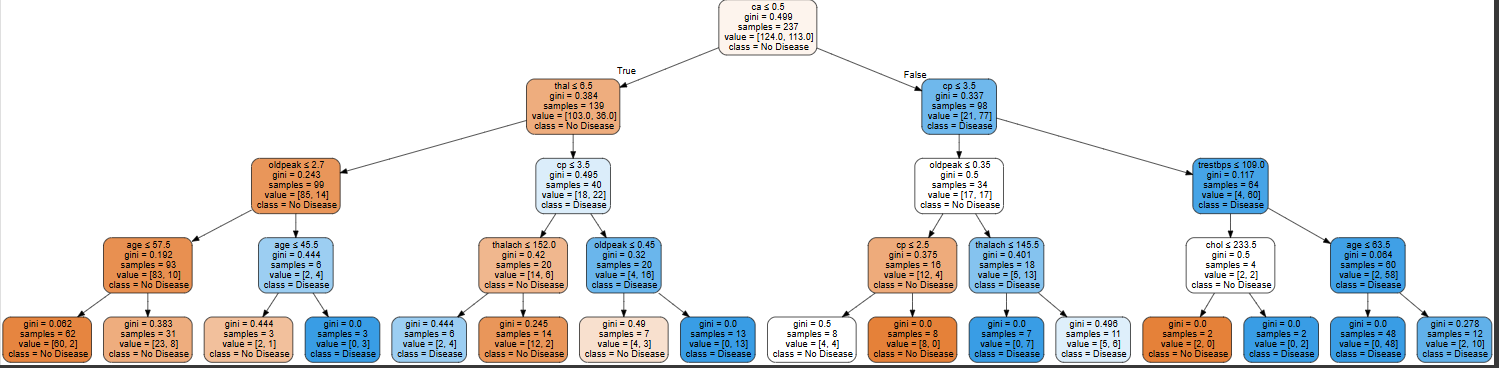 ca ≤ 0.5
gini = 0.499
samples = 237
value = [124.0, 113.0]
class = No Disease
True
False
thal ≤ 6.5
gini = 0.384
samples = 139
value = [103.0, 36.0]
class = No Disease
cp ≤ 3.5
gini = 0.337
samples = 98
value = [21, 77]
class = Disease
oldpeak ≤ 2.7
gini = 0.243
samples = 99
value = [85, 14]
class = No Disease
cp ≤ 3.5
gini = 0.495
samples = 40
value = [18, 22]
class = Disease
oldpeak ≤ 0.35
gini = 0.5
samples = 34
value = [17, 17]
class = No Disease
trestbps ≤ 109.0
gini = 0.117
samples = 64
value = [4, 60]
class = Disease
age ≤ 57.5
gini = 0.192
samples = 93
value = [83, 10]
class = No Disease
age ≤ 45.5
gini = 0.444
samples = 6
value = [2, 4]
class = Disease
thalach ≤ 152.0
gini = 0.42
samples = 20
value = [14, 6]
class = No Disease
oldpeak ≤ 0.45
gini = 0.32
samples = 20
value = [4, 16]
class = Disease
cp ≤ 2.5
gini = 0.375
samples = 16
value = [12, 4]
class = No Disease
thalach ≤ 145.5
gini = 0.401
samples = 18
value = [5, 13]
class = Disease
chol ≤ 233.5
gini = 0.5
samples = 4
value = [2, 2]
class = No Disease
age ≤ 63.5
gini = 0.064
samples = 60
value = [2, 58]
class = Disease
gini = 0.062
samples = 62
value = [60, 2]
class = No Disease
gini = 0.383
samples = 31
value = [23, 8]
class = No Disease
gini = 0.444
samples = 3
value = [2, 1]
class = No Disease
gini = 0.0
samples = 3
value = [0, 3]
class = Disease
gini = 0.444
samples = 6
value = [2, 4]
class = Disease
gini = 0.245
samples = 14
value = [12, 2]
class = No Disease
gini = 0.49
samples = 7
value = [4, 3]
class = No Disease
gini = 0.0
samples = 13
value = [0, 13]
class = Disease
gini = 0.5
samples = 8
value = [4, 4]
class = No Disease
gini = 0.0
samples = 8
value = [8, 0]
class = No Disease
gini = 0.0
samples = 7
value = [0, 7]
class = Disease
gini = 0.496
samples = 11
value = [5, 6]
class = Disease
gini = 0.0
samples = 2
value = [2, 0]
class = No Disease
gini = 0.0
samples = 2
value = [0, 2]
class = Disease
gini = 0.0
samples = 48
value = [0, 48]
class = Disease
gini = 0.278
samples = 12
value = [2, 10]
class = Disease